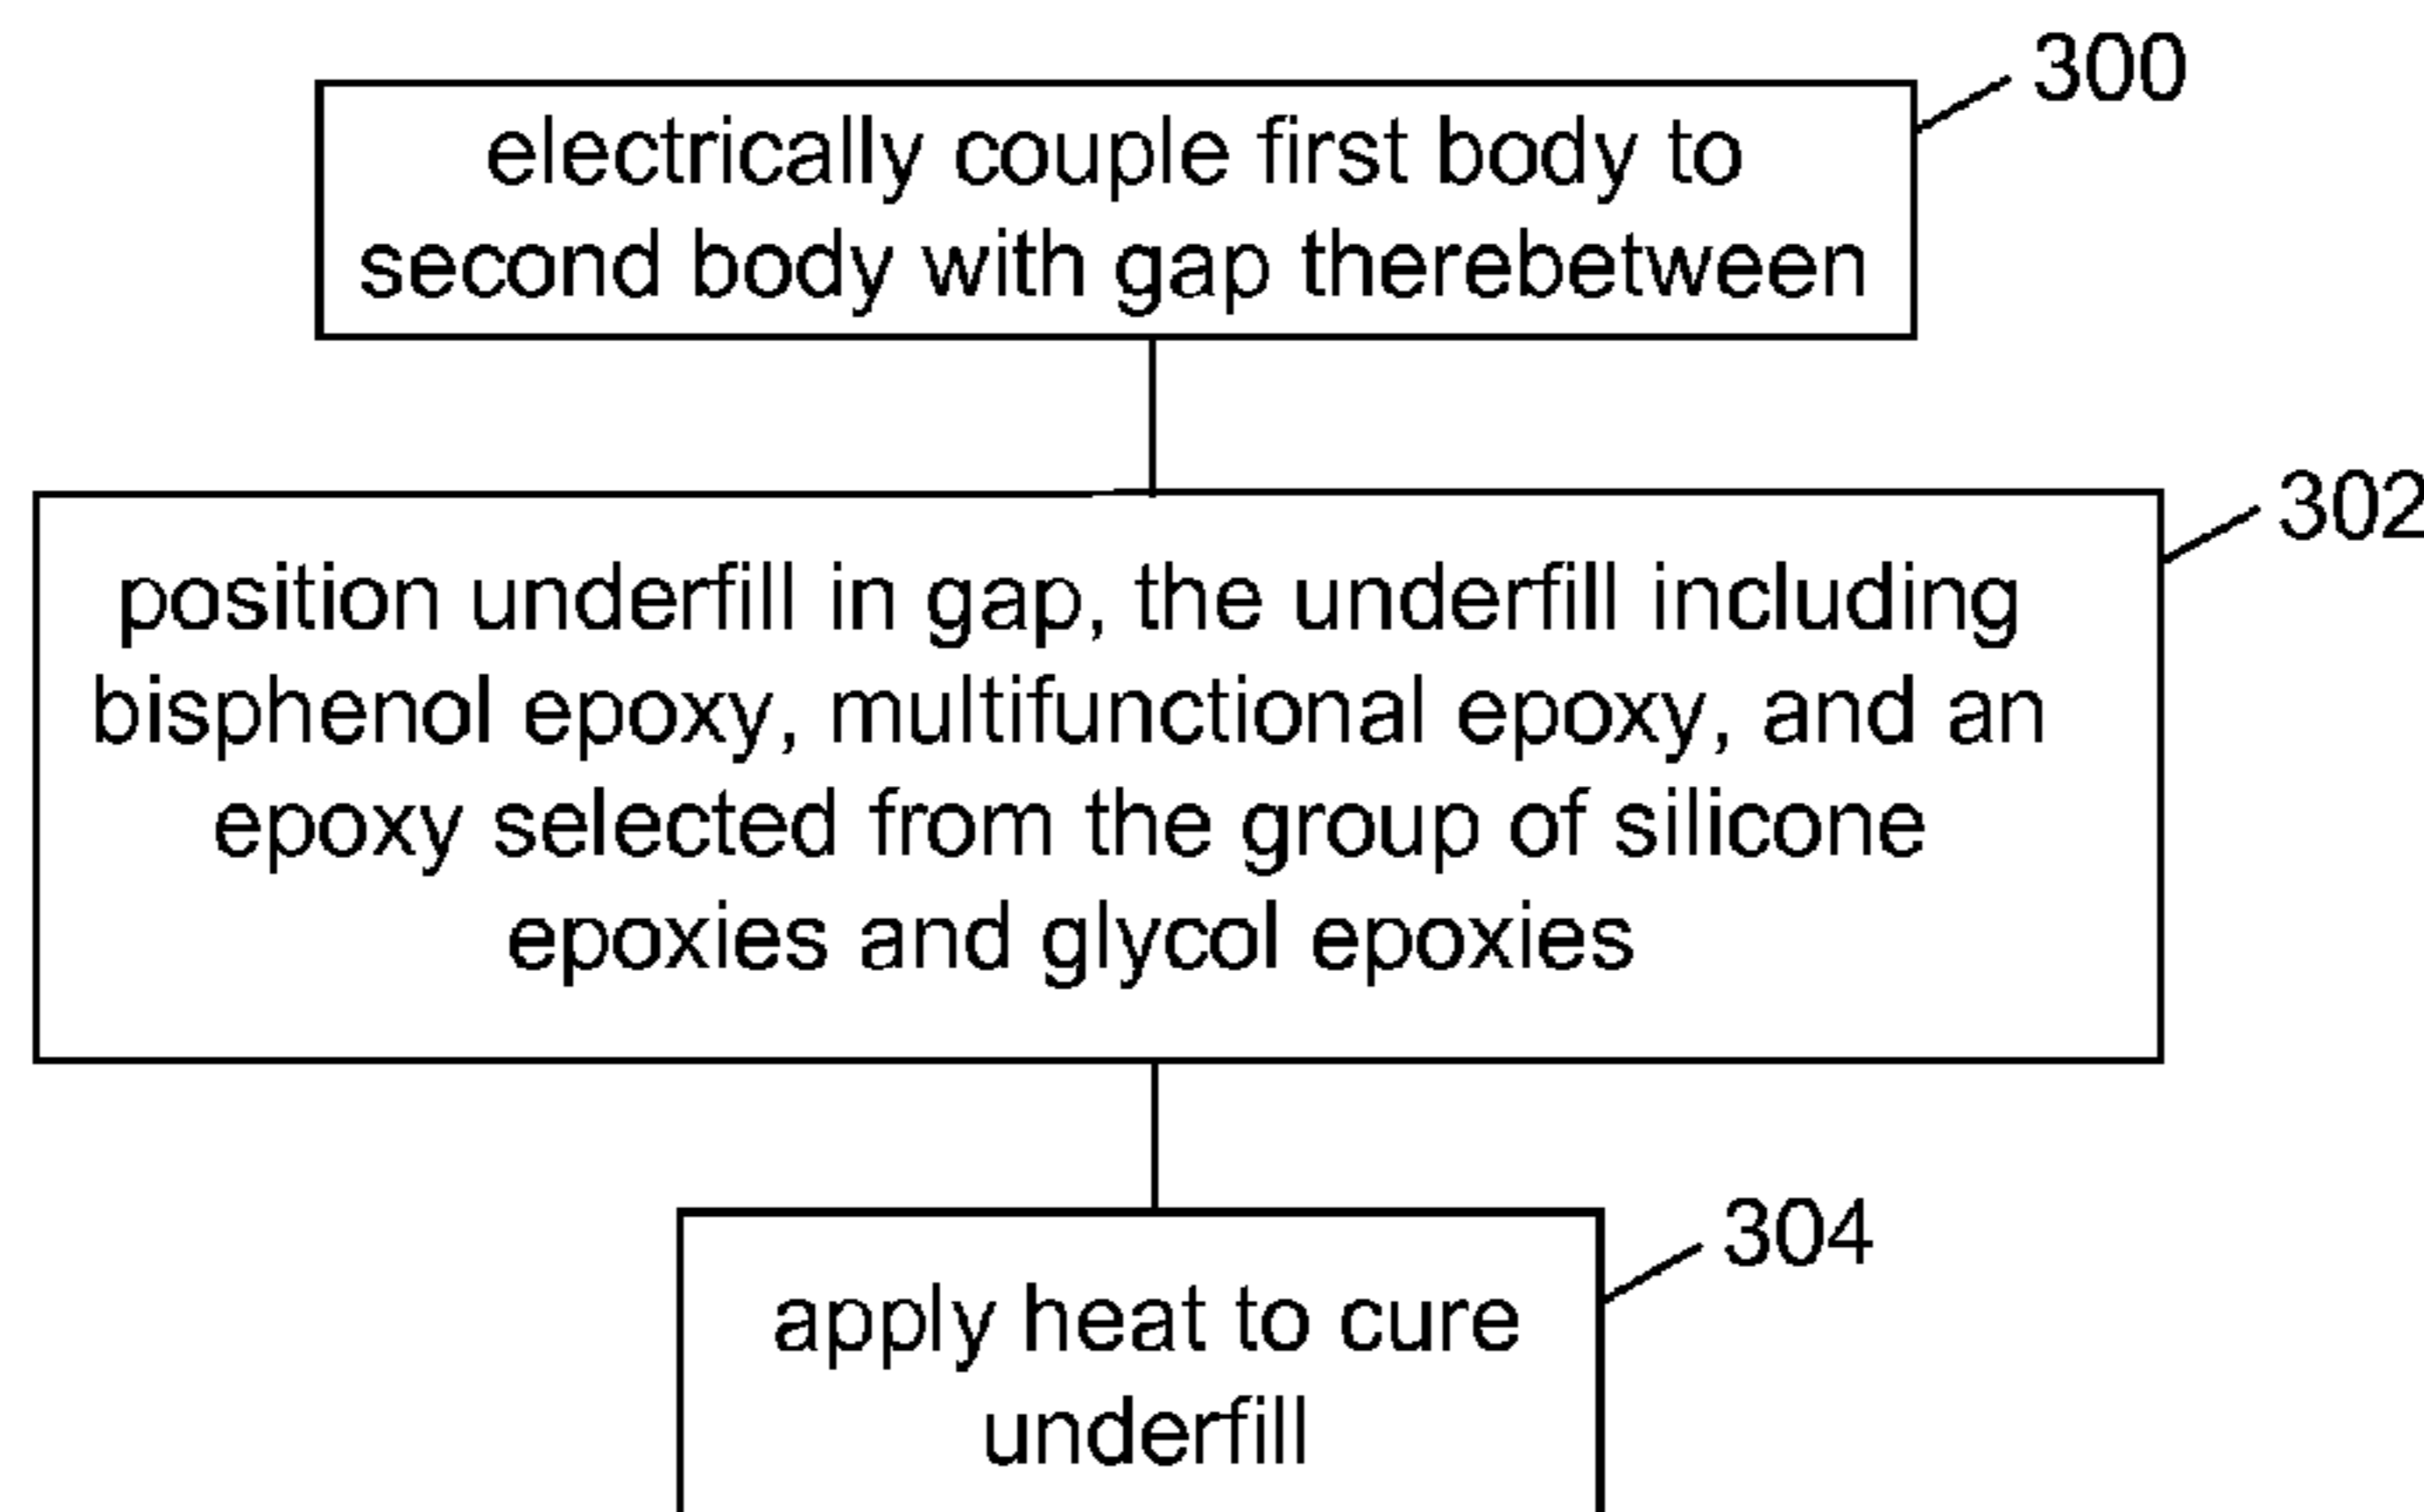 300
electrically couple first body to
second body with gap therebetween
302
position underfill in gap, the underfill including
bisphenol epoxy, multifunctional epoxy, and an
epoxy selected from the group of silicone
epoxies and glycol epoxies
304
apply heat to cure
underfill